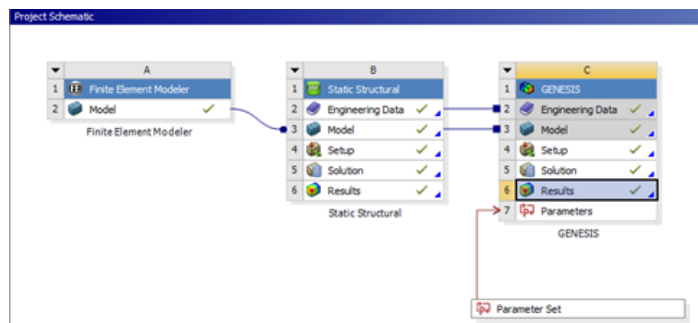 Project Schematic
A
1 Finite Element Modeler
2 Model
Finite Element Modeler
B
1 Static Structural
2 Engineering Data
3 Model
4 Setup
5 Solution
6 Results
Static Structural
C
1 GENESIS
2 Engineering Data
3 Model
4 Setup
5 Solution
6 Results
7 Parameters
GENESIS
Parameter Set